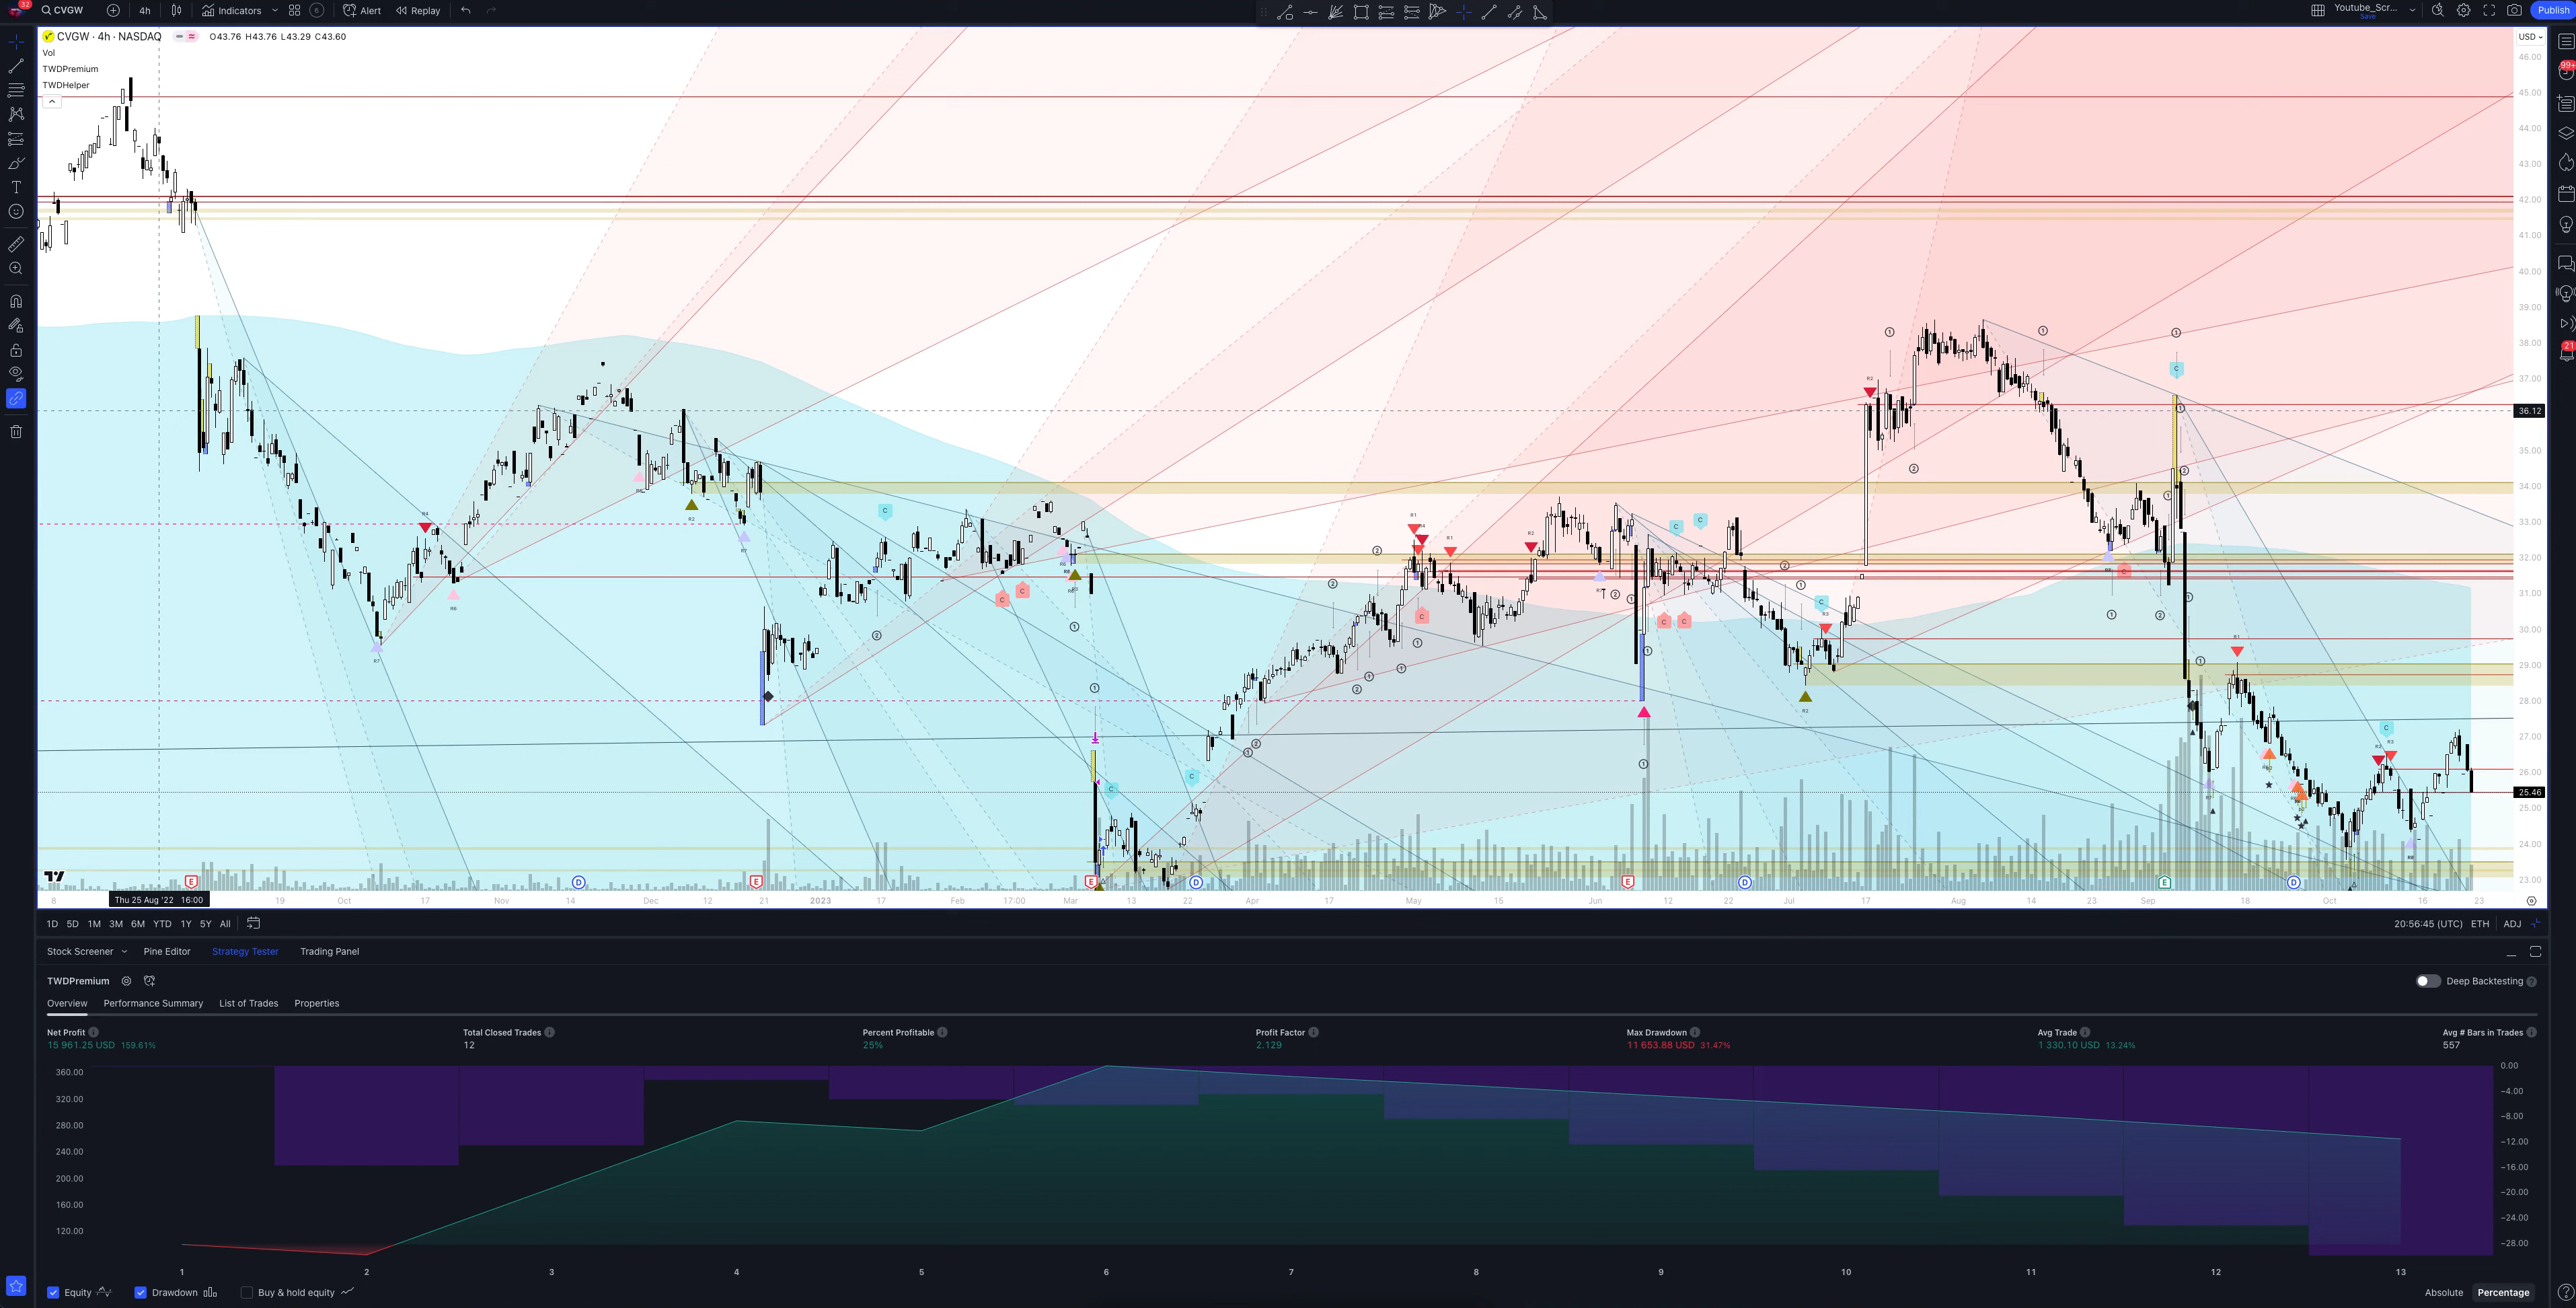 32
CVGW
4h
Indicators
6
Alert
Replay
Youtube_Scr...
Save
Publish
CVGW · 4h · NASDAQ
O43.76 H43.76 L43.29 C43.60
Vol
TWDPremium
TWDHelper
USD
46.00
45.00
44.00
43.00
42.00
41.00
40.00
39.00
38.00
37.00
36.12
35.00
34.00
33.00
32.00
31.00
30.00
29.00
28.00
27.00
26.00
25.46
25.00
24.00
23.00
99+
21
8
Thu 25 Aug '22 16:00
19
Oct
17
Nov
14
Dec
12
21
2023
17
Feb
17:00
Mar
13
22
Apr
17
May
15
Jun
12
22
Jul
17
Aug
14
23
Sep
18
Oct
16
23
1D 5D 1M 3M 6M YTD 1Y 5Y All
20:56:45 (UTC) ETH ADJ
Stock Screener
Pine Editor
Strategy Tester
Trading Panel
TWDPremium
Deep Backtesting
Overview
Performance Summary
List of Trades
Properties
Net Profit
15 961.25 USD 159.61%
Total Closed Trades
12
Percent Profitable
25%
Profit Factor
2.129
Max Drawdown
11 653.88 USD 31.47%
Avg Trade
1 330.10 USD 13.24%
Avg # Bars in Trades
557
360.00
320.00
280.00
240.00
200.00
160.00
120.00
0.00
−4.00
−8.00
−12.00
−16.00
−20.00
−24.00
−28.00
1 2 3 4 5 6 7 8 9 10 11 12 13
Equity
Drawdown
Buy & hold equity
Absolute
Percentage